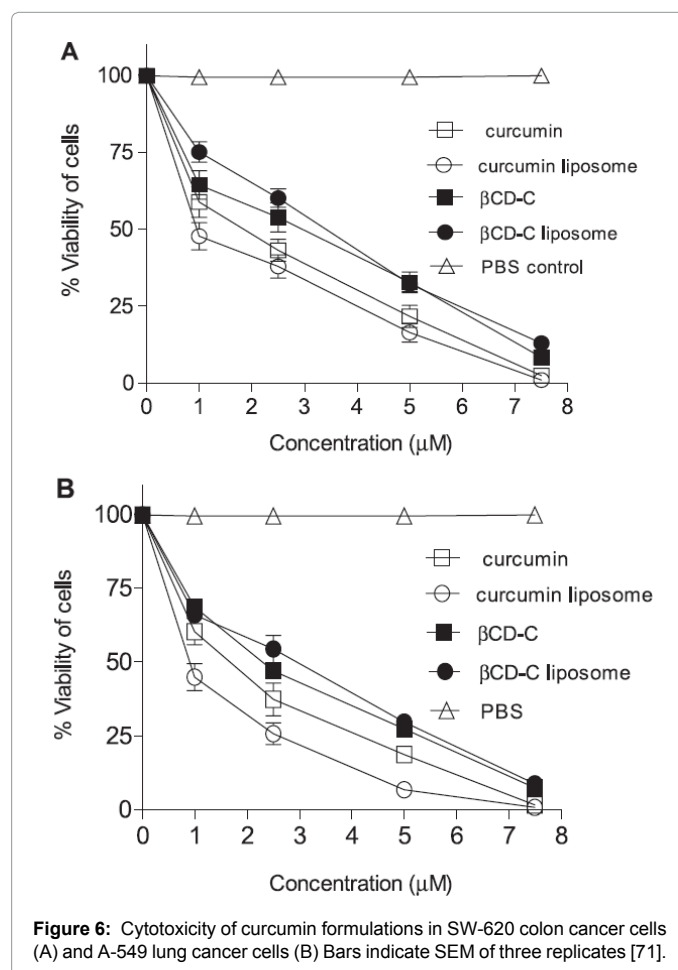 A
100
75
50
25
0
% Viability of cells
curcumin
curcumin liposome
βCD-C
βCD-C liposome
PBS control
0 1 2 3 4 5 6 7 8
Concentration (μM)
B
100
75
50
25
0
% Viability of cells
curcumin
curcumin liposome
βCD-C
βCD-C liposome
PBS
0 1 2 3 4 5 6 7 8
Concentration (μM)
Figure 6: Cytotoxicity of curcumin formulations in SW-620 colon cancer cells
(A) and A-549 lung cancer cells (B) Bars indicate SEM of three replicates [71].